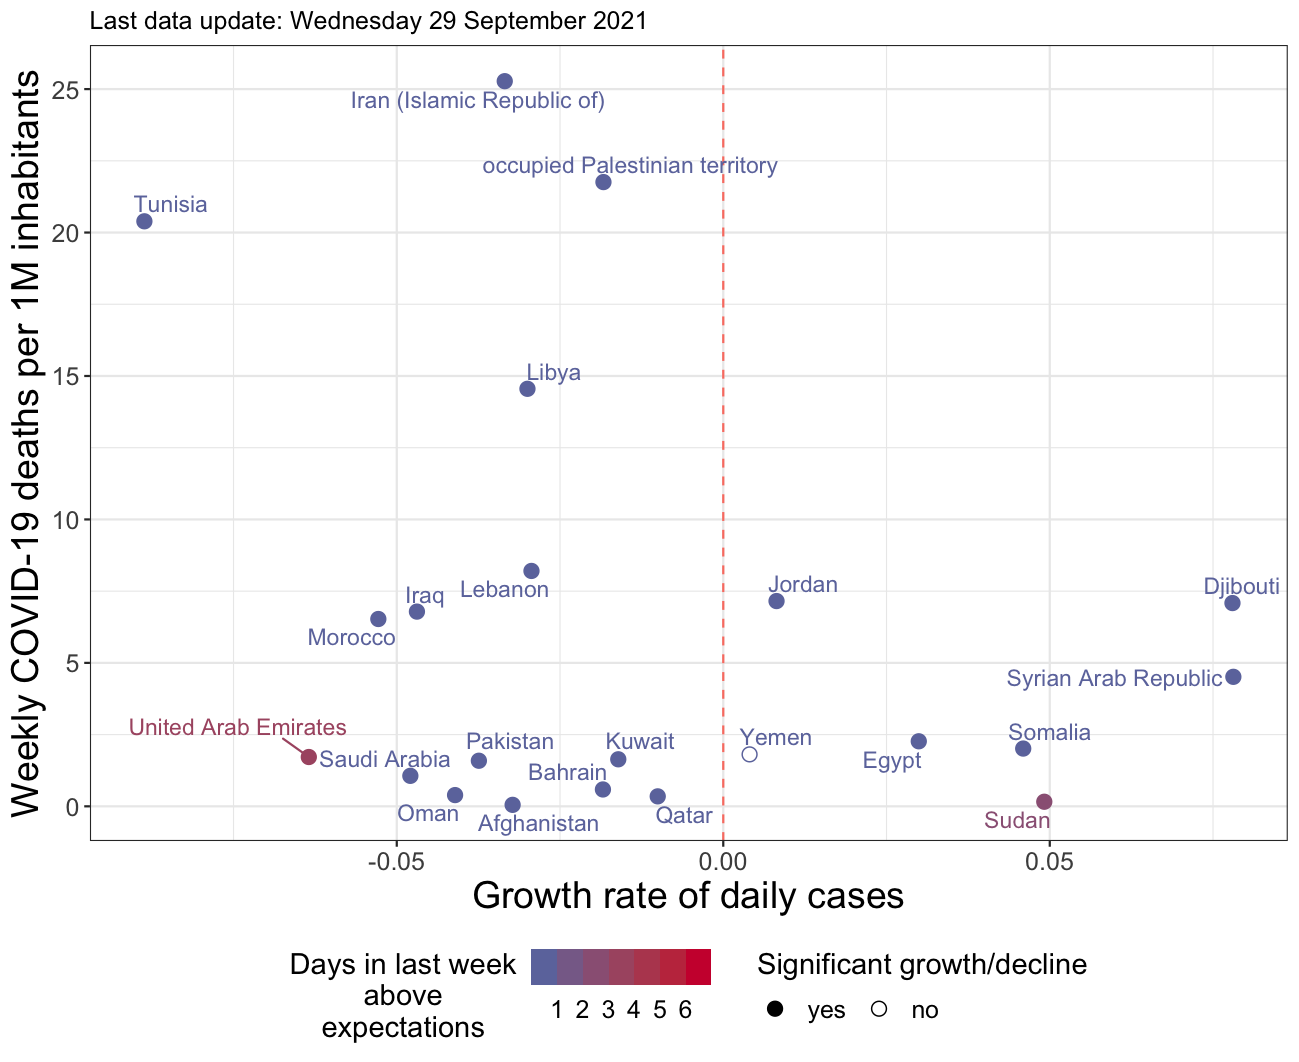 Last data update: Wednesday 29 September 2021
Weekly COVID-19 deaths per 1M inhabitants
25
20
15
10
5
0
Iran (Islamic Republic of)
occupied Palestinian territory
Tunisia
Libya
Lebanon
Jordan
Djibouti
Iraq
Morocco
Syrian Arab Republic
United Arab Emirates
Saudi Arabia
Pakistan
Kuwait
Yemen
Somalia
Egypt
Bahrain
Oman
Afghanistan
Qatar
Sudan
-0.05
0.00
0.05
Growth rate of daily cases
Days in last week
above
expectations
1 2 3 4 5 6
Significant growth/decline
yes
no